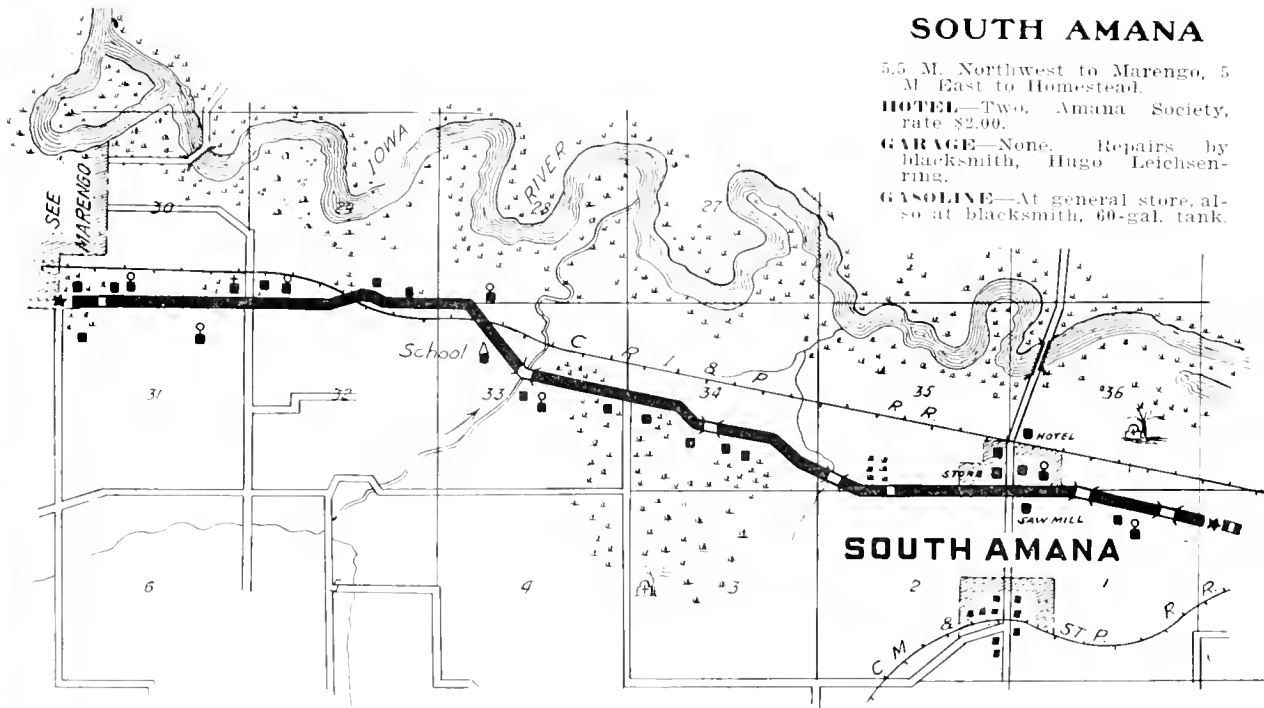 SOUTH AMANA
5.5 M. Northwest to Marengo, 5
M East to Homestead.
HOTEL—Two, Amana Society,
rate $2.00.
GARAGE—None. Repairs by
blacksmith, Hugo Leichsen-
ring.
GASOLINE—At general store, al-
so at blacksmith, 60-gal. tank.
IOWA
RIVER
SEE
MARENGO
30
29
28
27
School
C R I & P
R R
31
32
33
34
35
36
HOTEL
STORE
SAW MILL
SOUTH AMANA
6
4
3
2
1
C M & ST P. R R.